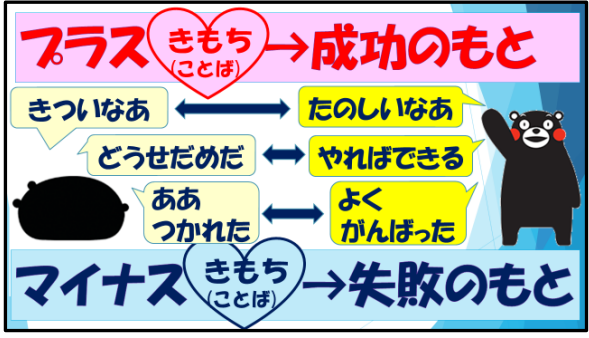 プラス きもち(ことば) →成功のもと
きついなあ
たのしいなあ
どうせだめだ
やればできる
ああ
つかれた
よく
がんばった
マイナス きもち(ことば) →失敗のもと